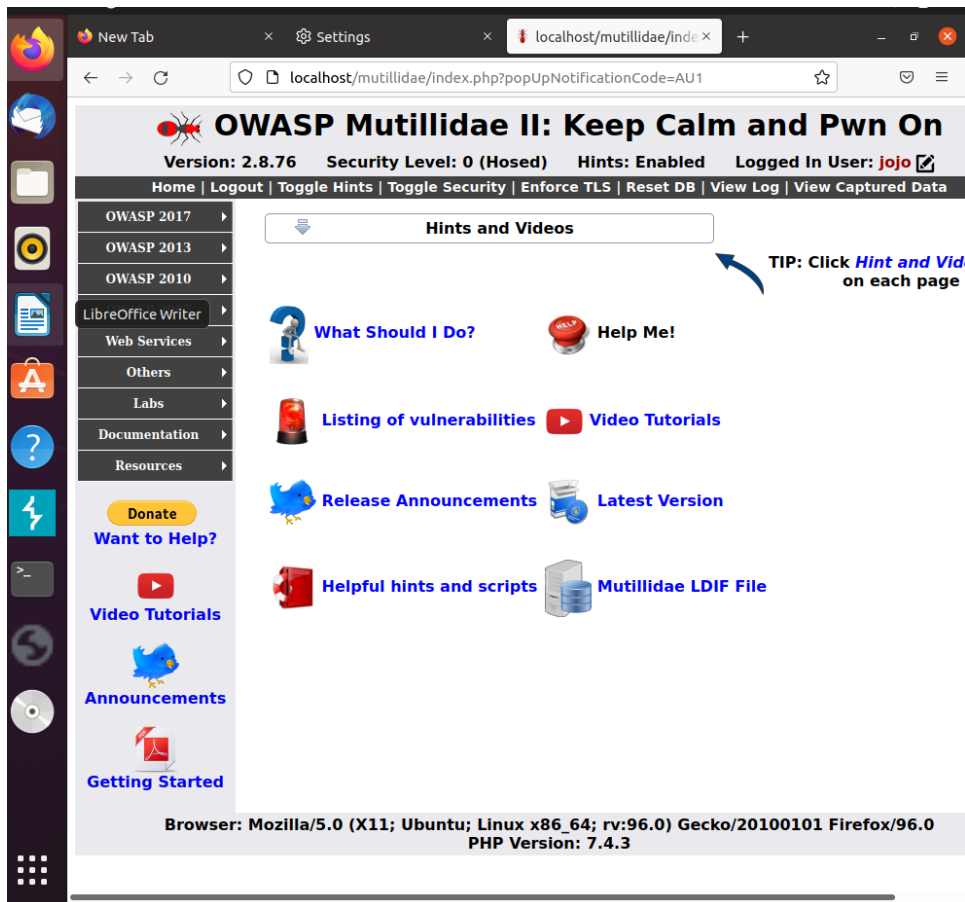 New Tab
Settings
localhost/mutillidae/inde
localhost/mutillidae/index.php?popUpNotificationCode=AU1
OWASP Mutillidae II: Keep Calm and Pwn On
Version: 2.8.76 Security Level: 0 (Hosed) Hints: Enabled Logged In User: jojo
Home | Logout | Toggle Hints | Toggle Security | Enforce TLS | Reset DB | View Log | View Captured Data
OWASP 2017
OWASP 2013
OWASP 2010
LibreOffice Writer
Web Services
Others
Labs
Documentation
Resources
Donate
Want to Help?
Video Tutorials
Announcements
Getting Started
Hints and Videos
TIP: Click Hint and Vid
on each page
What Should I Do?
HELP
Help Me!
Listing of vulnerabilities
Video Tutorials
Release Announcements
Latest Version
Helpful hints and scripts
Mutillidae LDIF File
Browser: Mozilla/5.0 (X11; Ubuntu; Linux x86_64; rv:96.0) Gecko/20100101 Firefox/96.0
PHP Version: 7.4.3